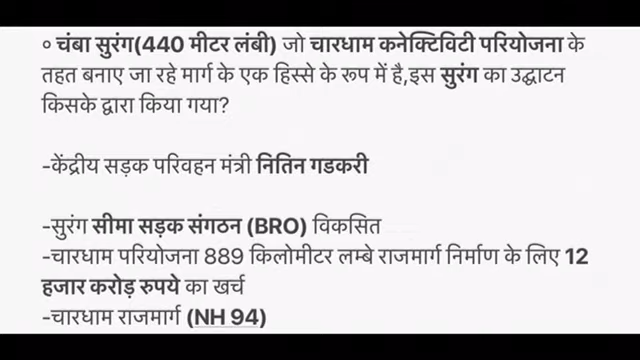 ० चंबा सुरंग(440 मीटर लंबी) जो चारधाम कनेक्टिविटी परियोजना के
तहत बनाए जा रहे मार्ग के एक हिस्से के रूप में है,इस सुरंग का उद्घाटन
किसके द्वारा किया गया?
-केंद्रीय सड़क परिवहन मंत्री नितिन गडकरी
-सुरंग सीमा सड़क संगठन (BRO) विकसित
-चारधाम परियोजना 889 किलोमीटर लम्बे राजमार्ग निर्माण के लिए 12
हजार करोड़ रुपये का खर्च
-चारधाम राजमार्ग (NH 94)